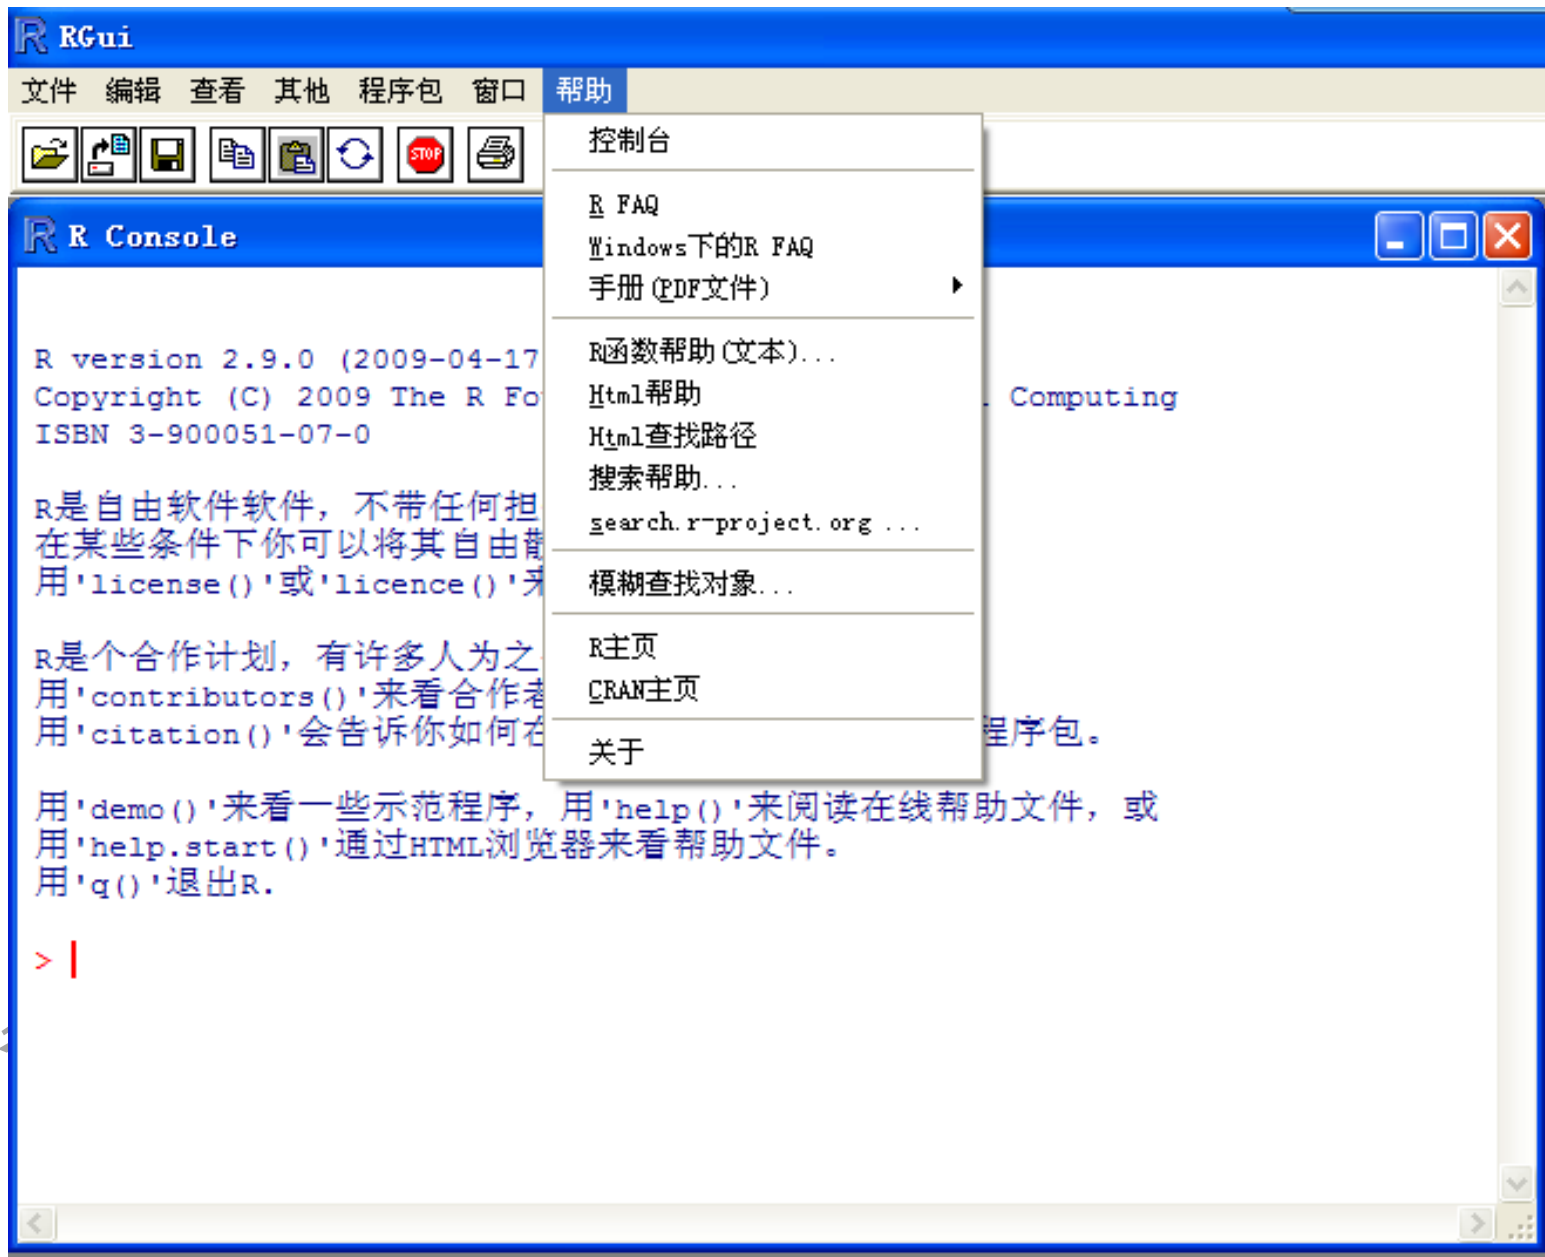 RGui
文件 编辑 查看 其他 程序包 窗口 帮助
STOP
控制台
R FAQ
Windows下的R FAQ
手册(PDF文件)
R函数帮助(文本)...
Html帮助
Html查找路径
搜索帮助...
search.r-project.org ...
模糊查找对象...
R主页
CRAN主页
关于
R Console
R version 2.9.0 (2009-04-17
Copyright (C) 2009 The R Fo . Computing
ISBN 3-900051-07-0
R是自由软件软件，不带任何担
在某些条件下你可以将其自由散
用'license()'或'licence()'来
R是个合作计划，有许多人为之
用'contributors()'来看合作者
用'citation()'会告诉你如何在 程序包。
用'demo()'来看一些示范程序，用'help()'来阅读在线帮助文件，或
用'help.start()'通过HTML浏览器来看帮助文件。
用'q()'退出R.
>